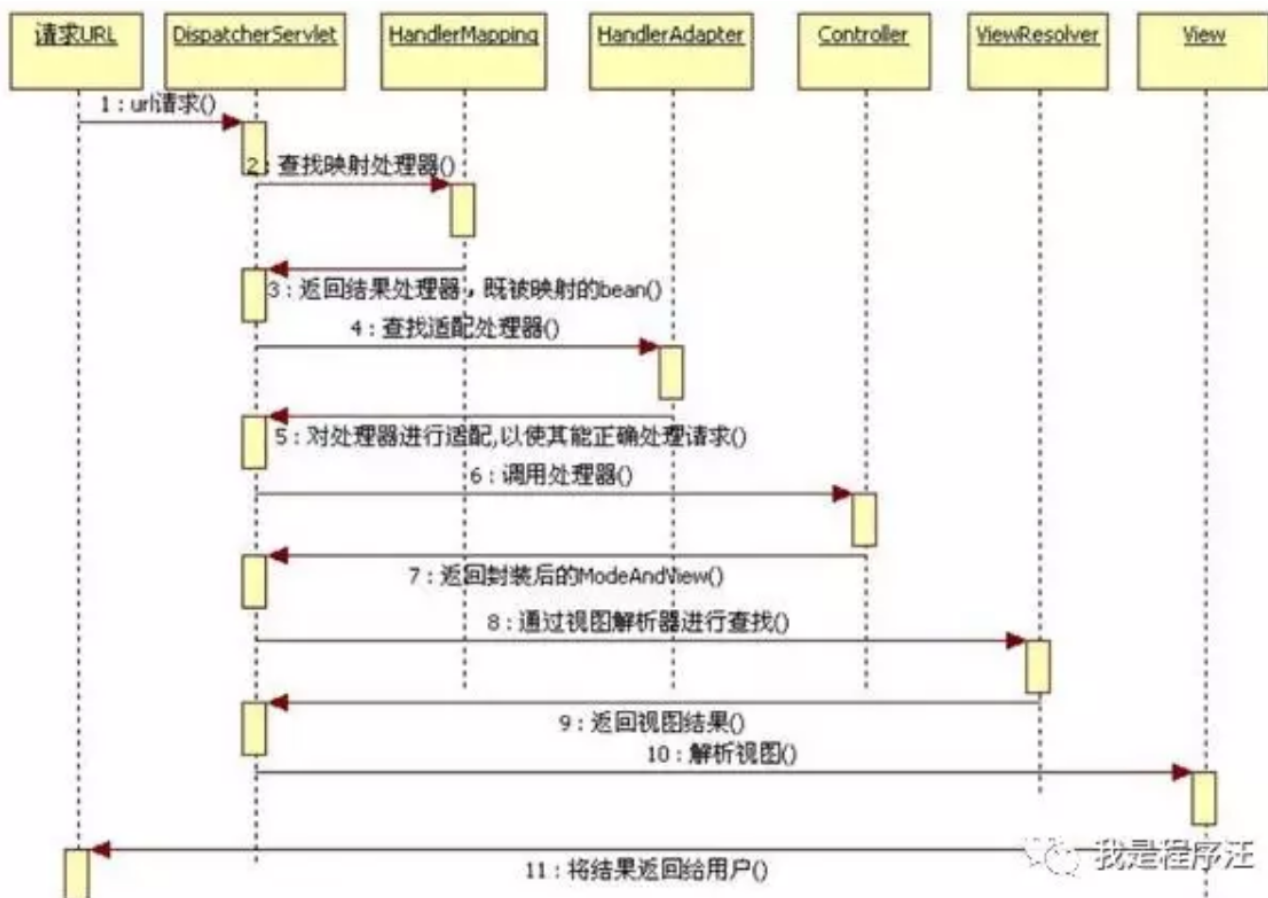 请求URL
DispatcherServlet
HandlerMapping
HandlerAdapter
Controller
ViewResolver
View
1 : url请求()
2 : 查找映射处理器()
3 : 返回结果处理器，既被映射的bean()
4 : 查找适配处理器()
5 : 对处理器进行适配,以使其能正确处理请求()
6 : 调用处理器()
7 : 返回封装后的ModeAndView()
8 : 通过视图解析器进行查找()
9 : 返回视图结果()
10 : 解析视图()
11 : 将结果返回给用户()
我是程序汪